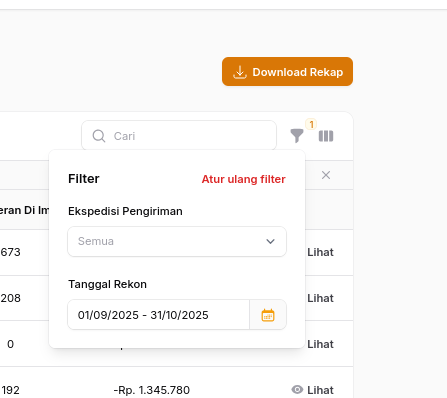 Download Rekap
Cari
1
Filter
Atur ulang filter
eran Di Im
Ekspedisi Pengiriman
Semua
673
Lihat
Tanggal Rekon
208
Lihat
01/09/2025 - 31/10/2025
0
Lihat
192
-Rp. 1.345.780
Lihat